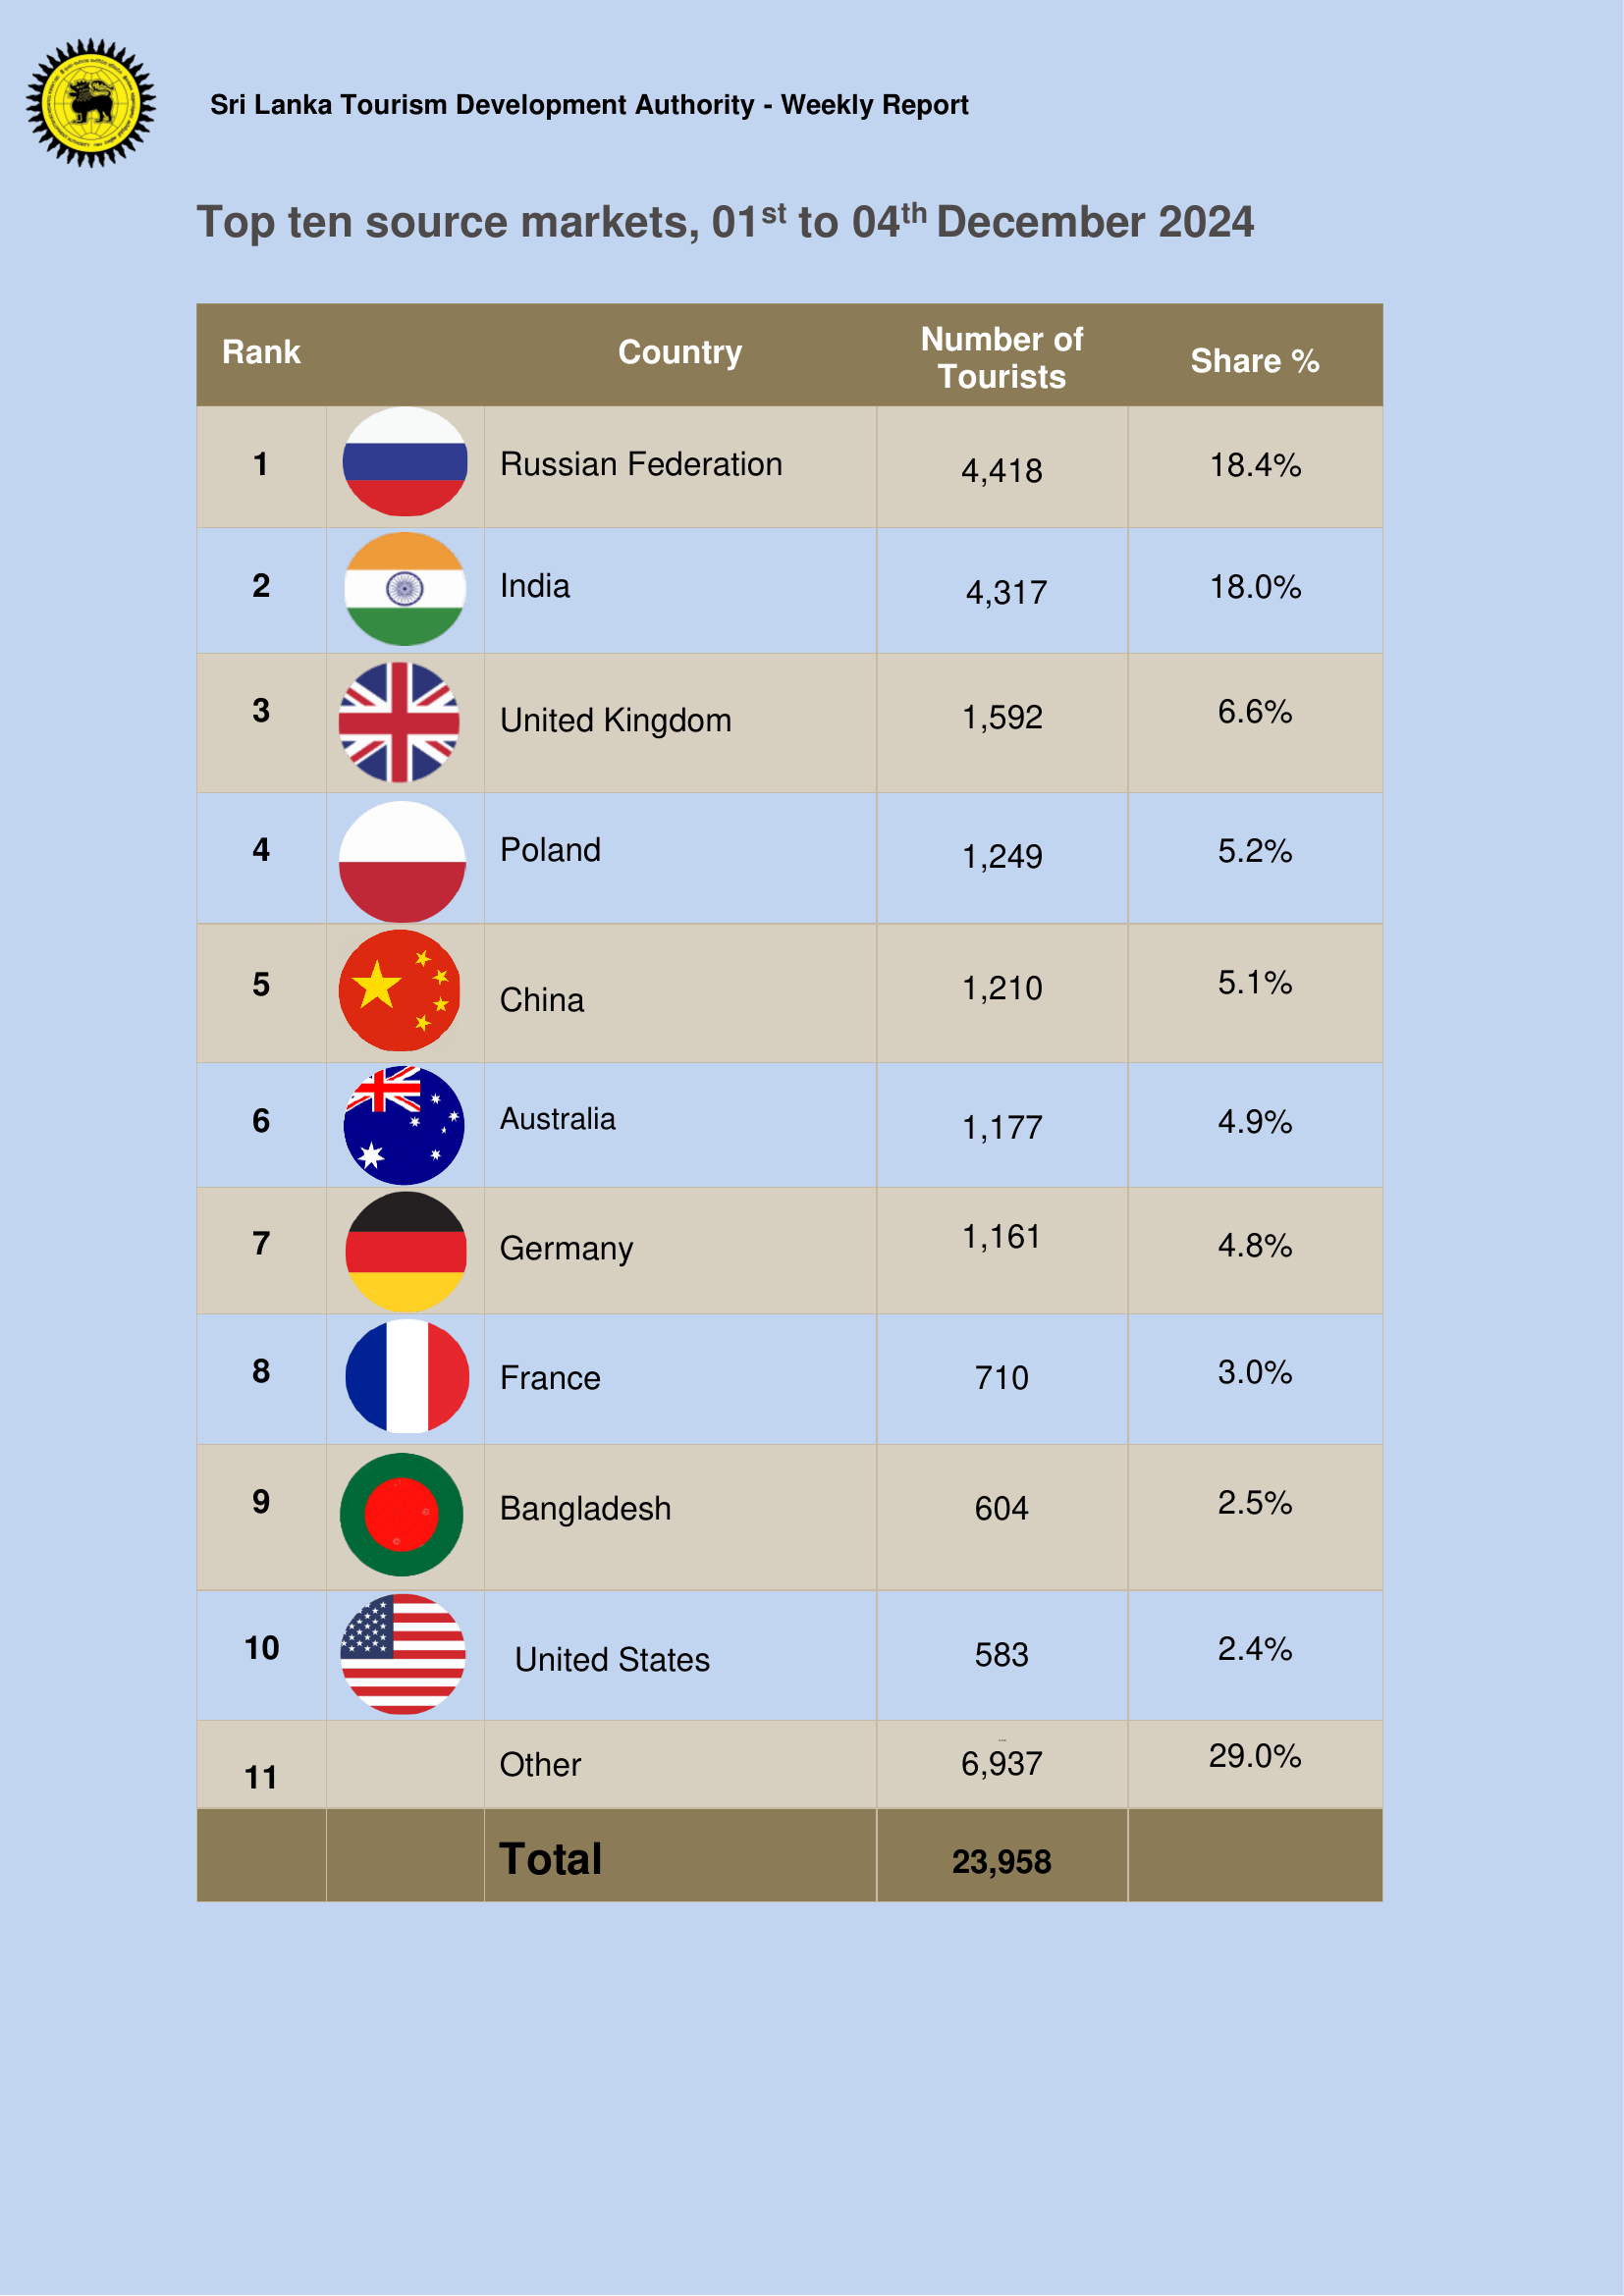 Sri Lanka Tourism Development Authority - Weekly Report
Top ten source markets, 01st to 04th December 2024
Rank Country Number of Tourists Share %
1 Russian Federation 4,418 18.4%
2 India 4,317 18.0%
3 United Kingdom 1,592 6.6%
4 Poland 1,249 5.2%
5 China 1,210 5.1%
6 Australia 1,177 4.9%
7 Germany 1,161 4.8%
8 France 710 3.0%
9 Bangladesh 604 2.5%
10 United States 583 2.4%
11 Other 6,937 29.0%
Total 23,958